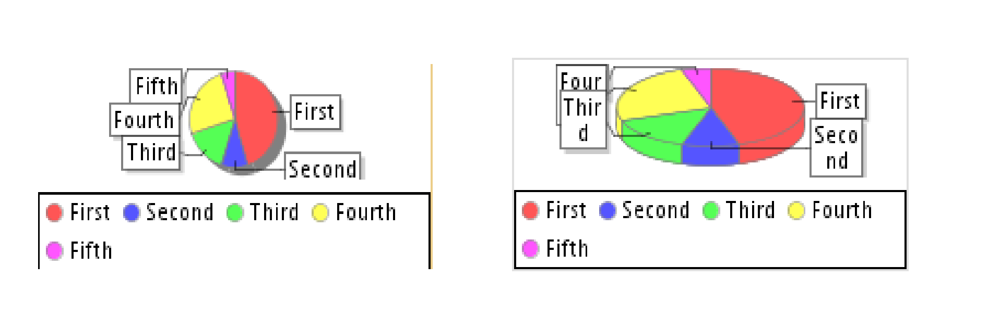 Fifth
Fourth
Third
First
Second
First Second Third Fourth
Fifth
Four
Thir
d
First
Seco
nd
First Second Third Fourth
Fifth